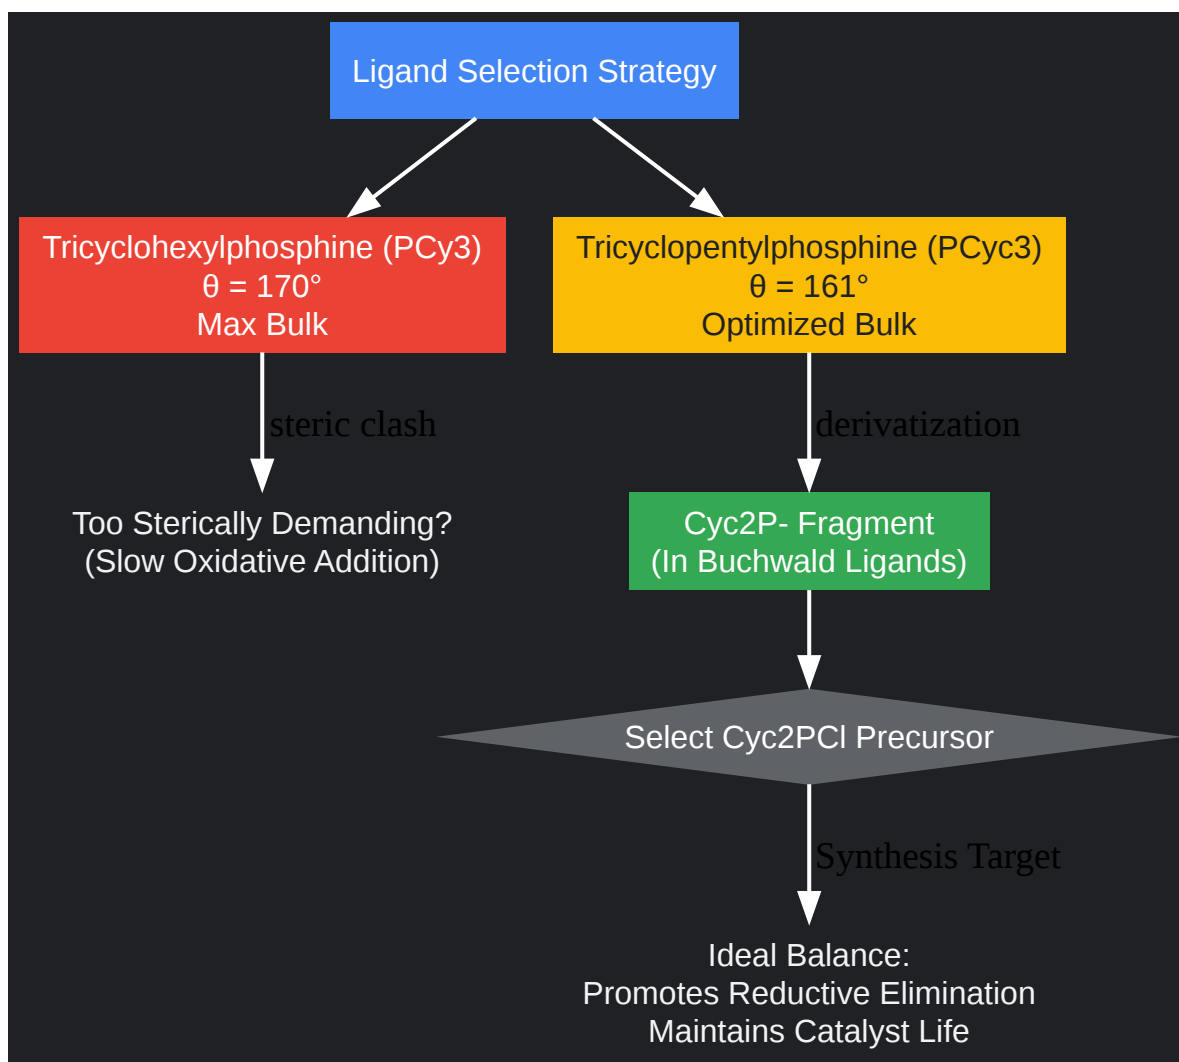 Ligand Selection Strategy
Tricyclohexylphosphine (PCy3)
θ = 170°
Max Bulk
Tricyclopentylphosphine (PCyc3)
θ = 161°
Optimized Bulk
steric clash
derivatization
Too Sterically Demanding?
(Slow Oxidative Addition)
Cyc2P- Fragment
(In Buchwald Ligands)
Select Cyc2PCl Precursor
Synthesis Target
Ideal Balance:
Promotes Reductive Elimination
Maintains Catalyst Life